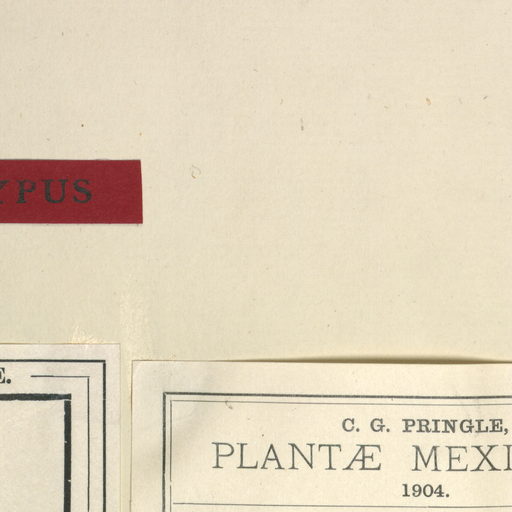 YPUS
E.
C. G. PRINGLE,
PLANTÆ MEXI
1904.